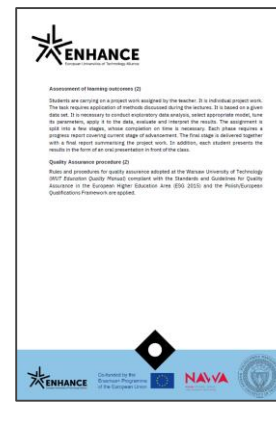 ENHANCE
European Universities of Technology Alliance
Assessment of learning outcomes (2)
Students are carrying on a project work assigned by the teacher. It is individual project work.
The task requires application of methods discussed during the lectures. It is based on a given
data set. It is necessary to conduct exploratory data analysis, select appropriate model, tune
its parameters, apply it to the data, evaluate and interpret the results. The assignment is
split into a few stages, whose completion on time is necessary. Each phase requires a
progress report covering current stage of advancement. The final stage is delivered together
with a final report summarising the project work. In addition, each student presents the
results in the form of an oral presentation in front of the class.
Quality Assurance procedure (2)
Rules and procedures for quality assurance adopted at the Warsaw University of Technology
(WUT Education Quality Manual) compliant with the Standards and Guidelines for Quality
Assurance in the European Higher Education Area (ESG 2015) and the Polish/European
Qualifications Framework are applied.
ENHANCE
Co-funded by the
Erasmus+ Programme
of the European Union
NAWA